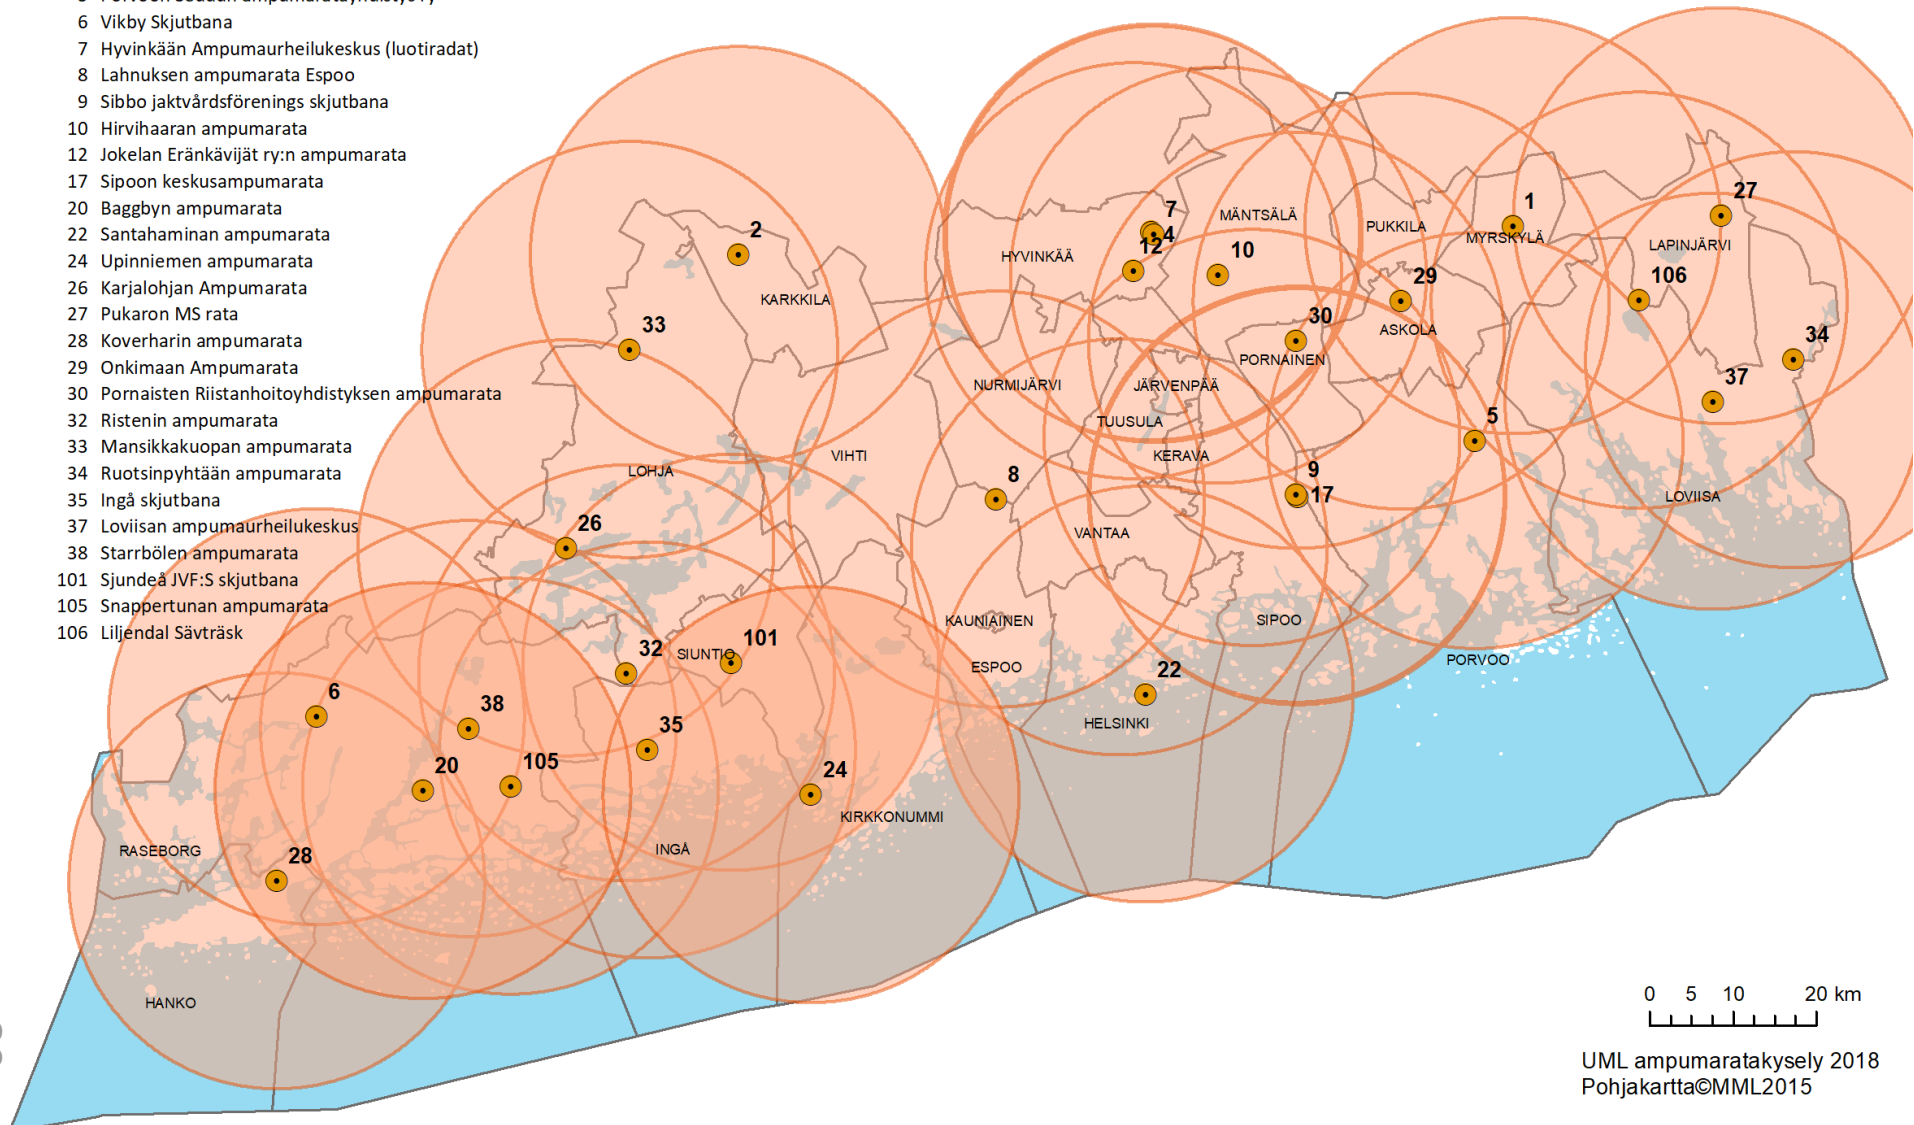 6 Vikby Skjutbana
7 Hyvinkään Ampumaurheilukeskus (luotiradat)
8 Lahnuksen ampumarata Espoo
9 Sibbo jaktvårdsförenings skjutbana
10 Hirvihaaran ampumarata
12 Jokelan Eränkävijät ry:n ampumarata
17 Sipoon keskusampumarata
20 Baggbyn ampumarata
22 Santahaminan ampumarata
24 Upinniemen ampumarata
26 Karjalohjan Ampumarata
27 Pukaron MS rata
28 Koverharin ampumarata
29 Onkimaan Ampumarata
30 Pornaisten Riistanhoitoyhdistyksen ampumarata
32 Ristenin ampumarata
33 Mansikkakuopan ampumarata
34 Ruotsinpyhtään ampumarata
35 Ingå skjutbana
37 Loviisan ampumaurheilukeskus
38 Starrbölen ampumarata
101 Sjundeå JVF:S skjutbana
105 Snappertunan ampumarata
106 Liljendal Sävträsk
27
1
7
MÄNTSÄLÄ
PUKKILA
2
4
MYRSKYLÄ
12
LAPINJÄRVI
10
HYVINKÄÄ
29
106
KARKKILA
30
33
ASKOLA
34
PORNAINEN
37
NURMIJÄRVI
JÄRVENPÄÄ
5
TUUSULA
VIHTI
KERAVA
LOHJA
9
8
17
LOVIISA
26
VANTAA
KAUNIAINEN
SIPOO
101
32
SIUNTIO
PORVOO
ESPOO
22
6
38
HELSINKI
35
105
20
24
KIRKKONUMMI
RASEBORG
INGÅ
28
HANKO
0 5 10 20 km
UML ampumaratakysely 2018
Pohjakartta©MML2015